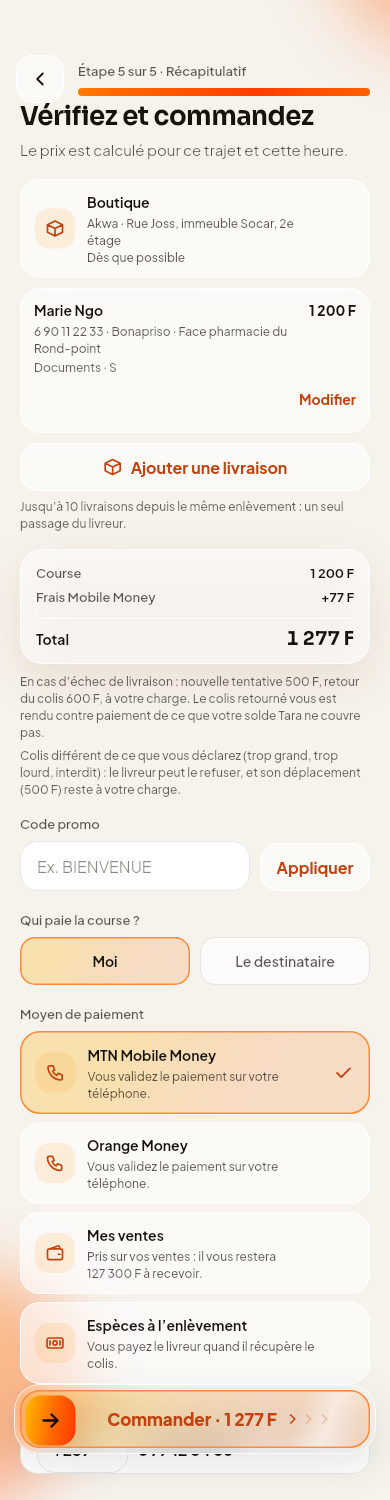 Étape 5 sur 5 · Récapitulatif
Vérifiez et commandez
Le prix est calculé pour ce trajet et cette heure.
Boutique
Akwa · Rue Joss, immeuble Socar, 2e
étage
Dès que possible
Marie Ngo 1 200 F
6 90 11 22 33 · Bonapriso · Face pharmacie du
Rond-point
Documents · S
Modifier
Ajouter une livraison
Jusqu’à 10 livraisons depuis le même enlèvement : un seul
passage du livreur.
Course 1 200 F
Frais Mobile Money +77 F
Total 1 277 F
En cas d’échec de livraison : nouvelle tentative 500 F, retour
du colis 600 F, à votre charge. Le colis retourné vous est
rendu contre paiement de ce que votre solde Tara ne couvre
pas.
Colis différent de ce que vous déclarez (trop grand, trop
lourd, interdit) : le livreur peut le refuser, et son déplacement
(500 F) reste à votre charge.
Code promo
Ex. BIENVENUE Appliquer
Qui paie la course ?
Moi Le destinataire
Moyen de paiement
MTN Mobile Money
Vous validez le paiement sur votre
téléphone.
Orange Money
Vous validez le paiement sur votre
téléphone.
Mes ventes
Pris sur vos ventes : il vous restera
127 300 F à recevoir.
Espèces à l’enlèvement
Vous payez le livreur quand il récupère le
colis.
Commander · 1 277 F